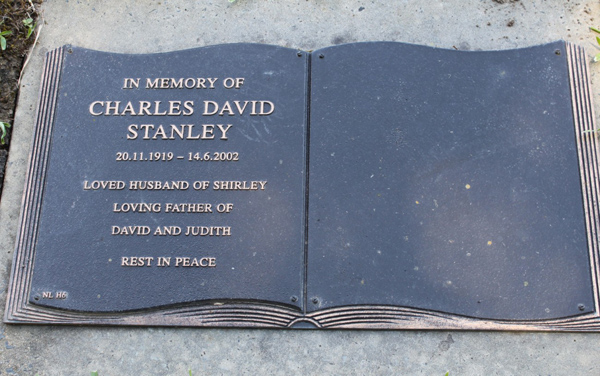 IN MEMORY OF
CHARLES DAVID
STANLEY
20.11.1919 – 14.6.2002
LOVED HUSBAND OF SHIRLEY
LOVING FATHER OF
DAVID AND JUDITH
REST IN PEACE
NL H6